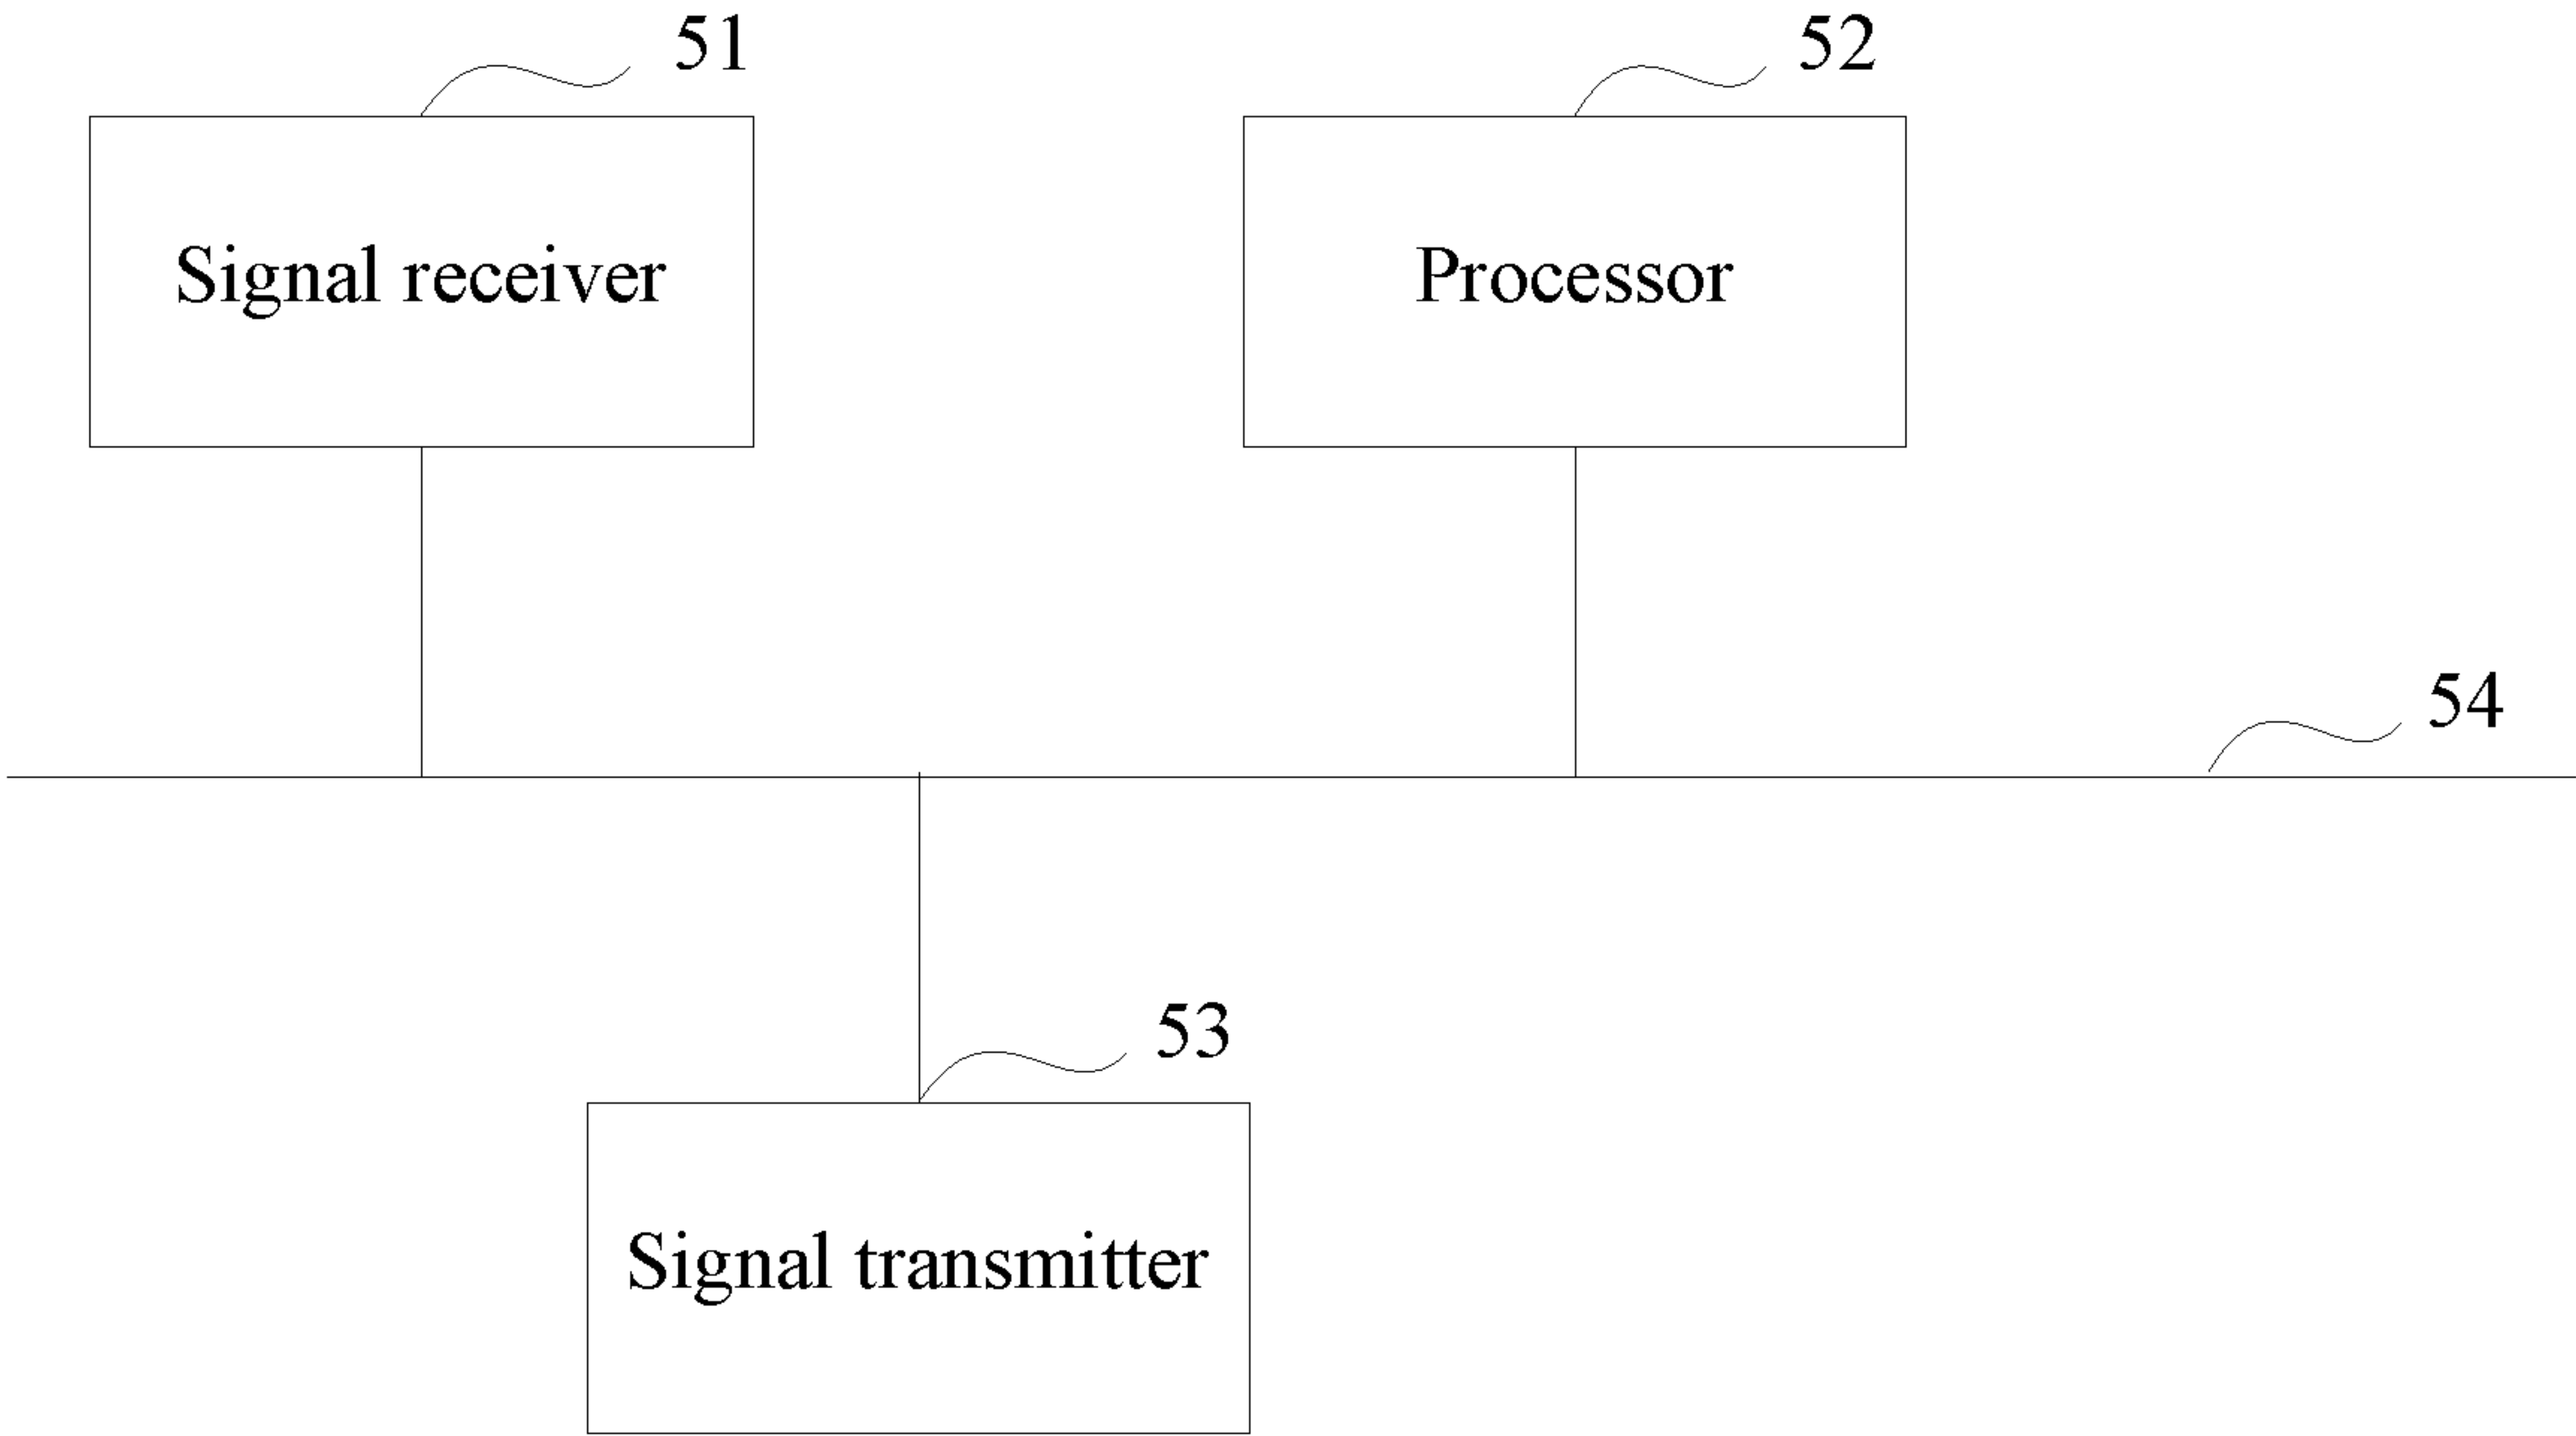 51
52
Signal receiver
Processor
54
53
Signal transmitter